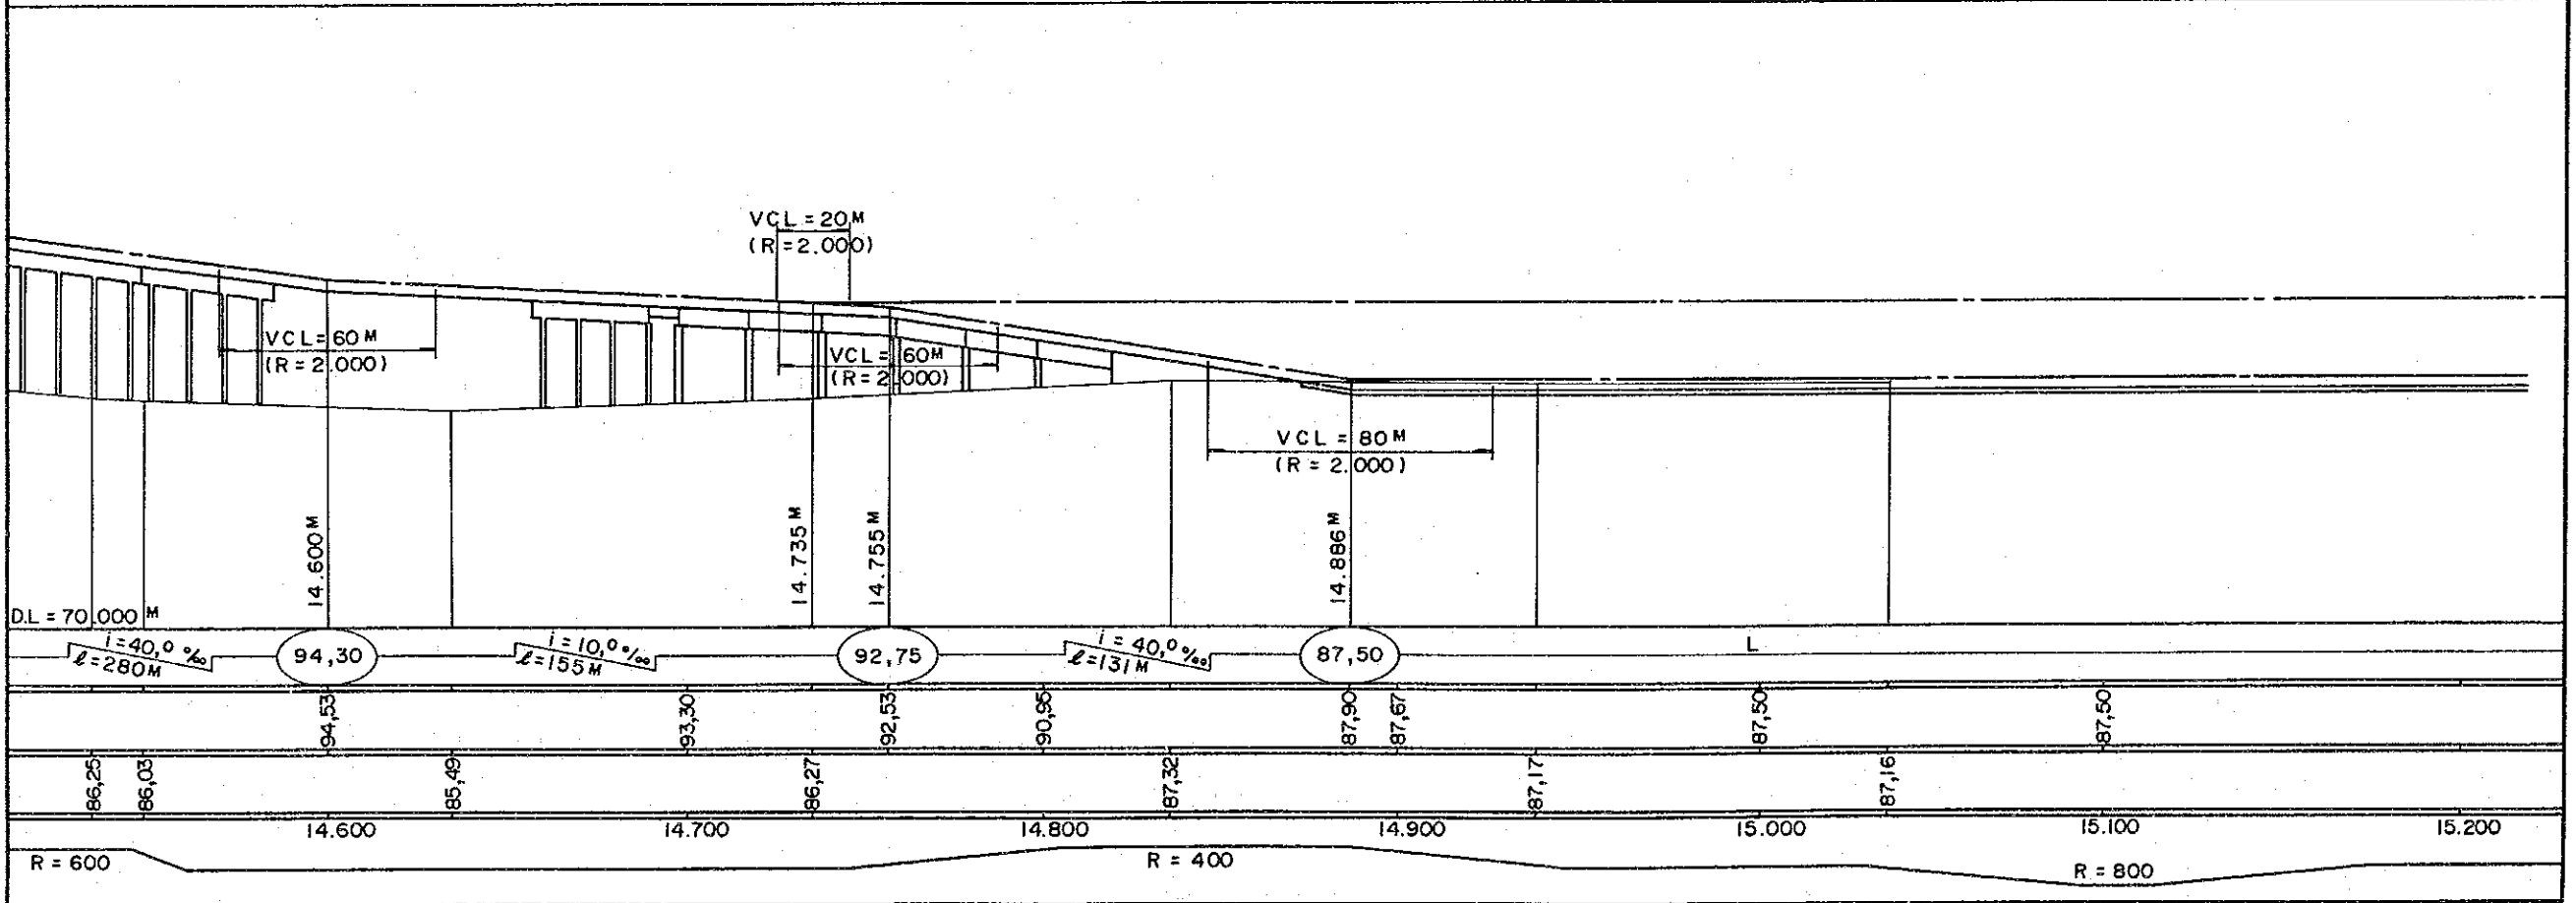 VCL = 20 M
(R = 2.000)
VCL = 60 M
(R = 2.000)
VCL = 60 M
(R = 2.000)
VCL = 80 M
(R = 2.000)
14.600 M
14.735 M
14.755 M
14.886 M
D.L = 70.000 M
i = 40,0 ‰
ℓ = 280 M
94,30
i = 10,0 ‰
ℓ = 155 M
92,75
i = 40,0 ‰
ℓ = 131 M
87,50
L
94,53
93,30
92,53
90,95
87,90
87,67
87,50
87,50
86,25
86,03
85,49
86,27
87,32
87,17
87,16
14.600
14.700
14.800
14.900
15.000
15.100
15.200
R = 600
R = 400
R = 800